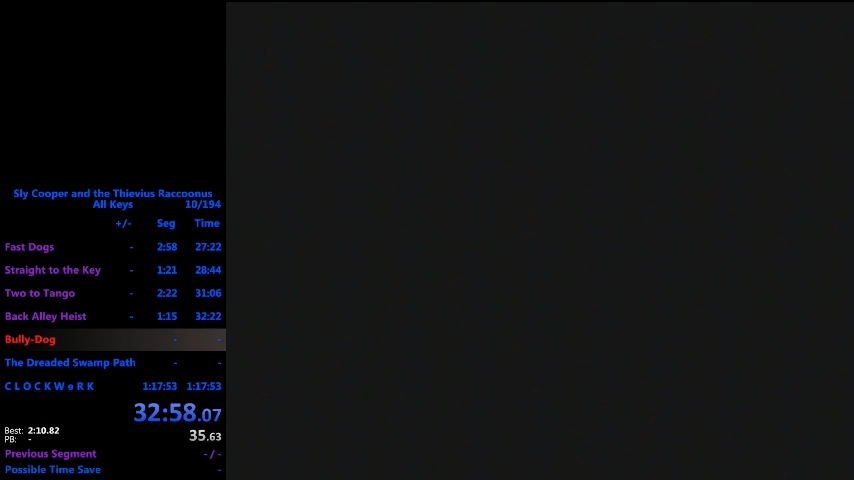 Sly Cooper and the Thievius Raccoonus
All Keys 10/194
+/- Seg Time
Fast Dogs - 2:58 27:22
Straight to the Key - 1:21 28:44
Two to Tango - 2:22 31:06
Back Alley Heist - 1:15 32:22
Bully-Dog - -
The Dreaded Swamp Path - -
C L O C K W e R K 1:17:53 1:17:53
32:58.07
Best: 2:10.82 35.63
PB: -
Previous Segment - / -
Possible Time Save -